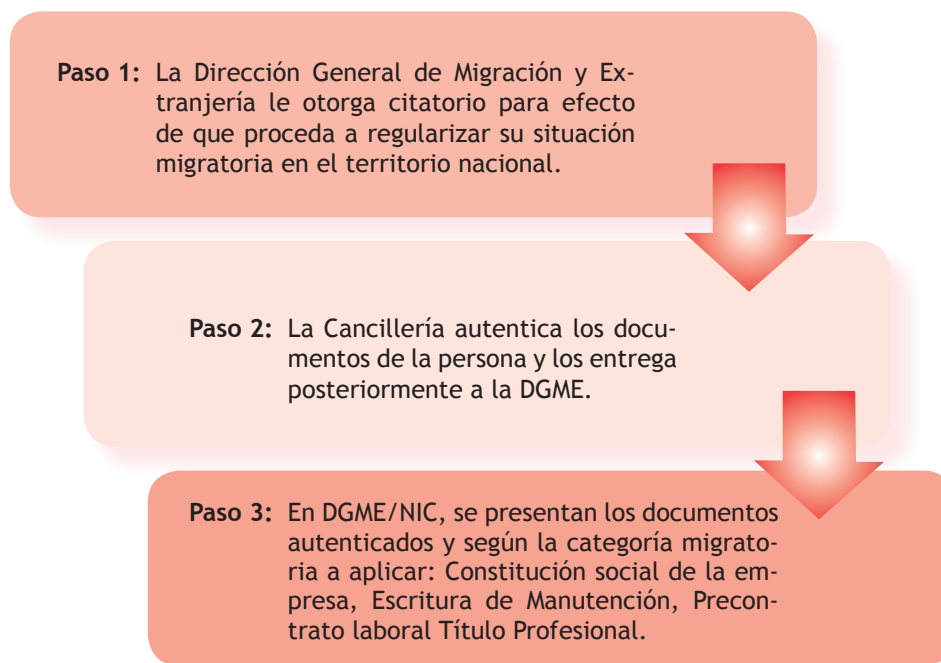 Paso 1: La Dirección General de Migración y Ex-
tranjería le otorga citatorio para efecto
de que proceda a regularizar su situación
migratoria en el territorio nacional.
Paso 2: La Cancillería autentica los docu-
mentos de la persona y los entrega
posteriormente a la DGME.
Paso 3: En DGME/NIC, se presentan los documentos
autenticados y según la categoría migrato-
ria a aplicar: Constitución social de la em-
presa, Escritura de Manutención, Precon-
trato laboral Título Profesional.